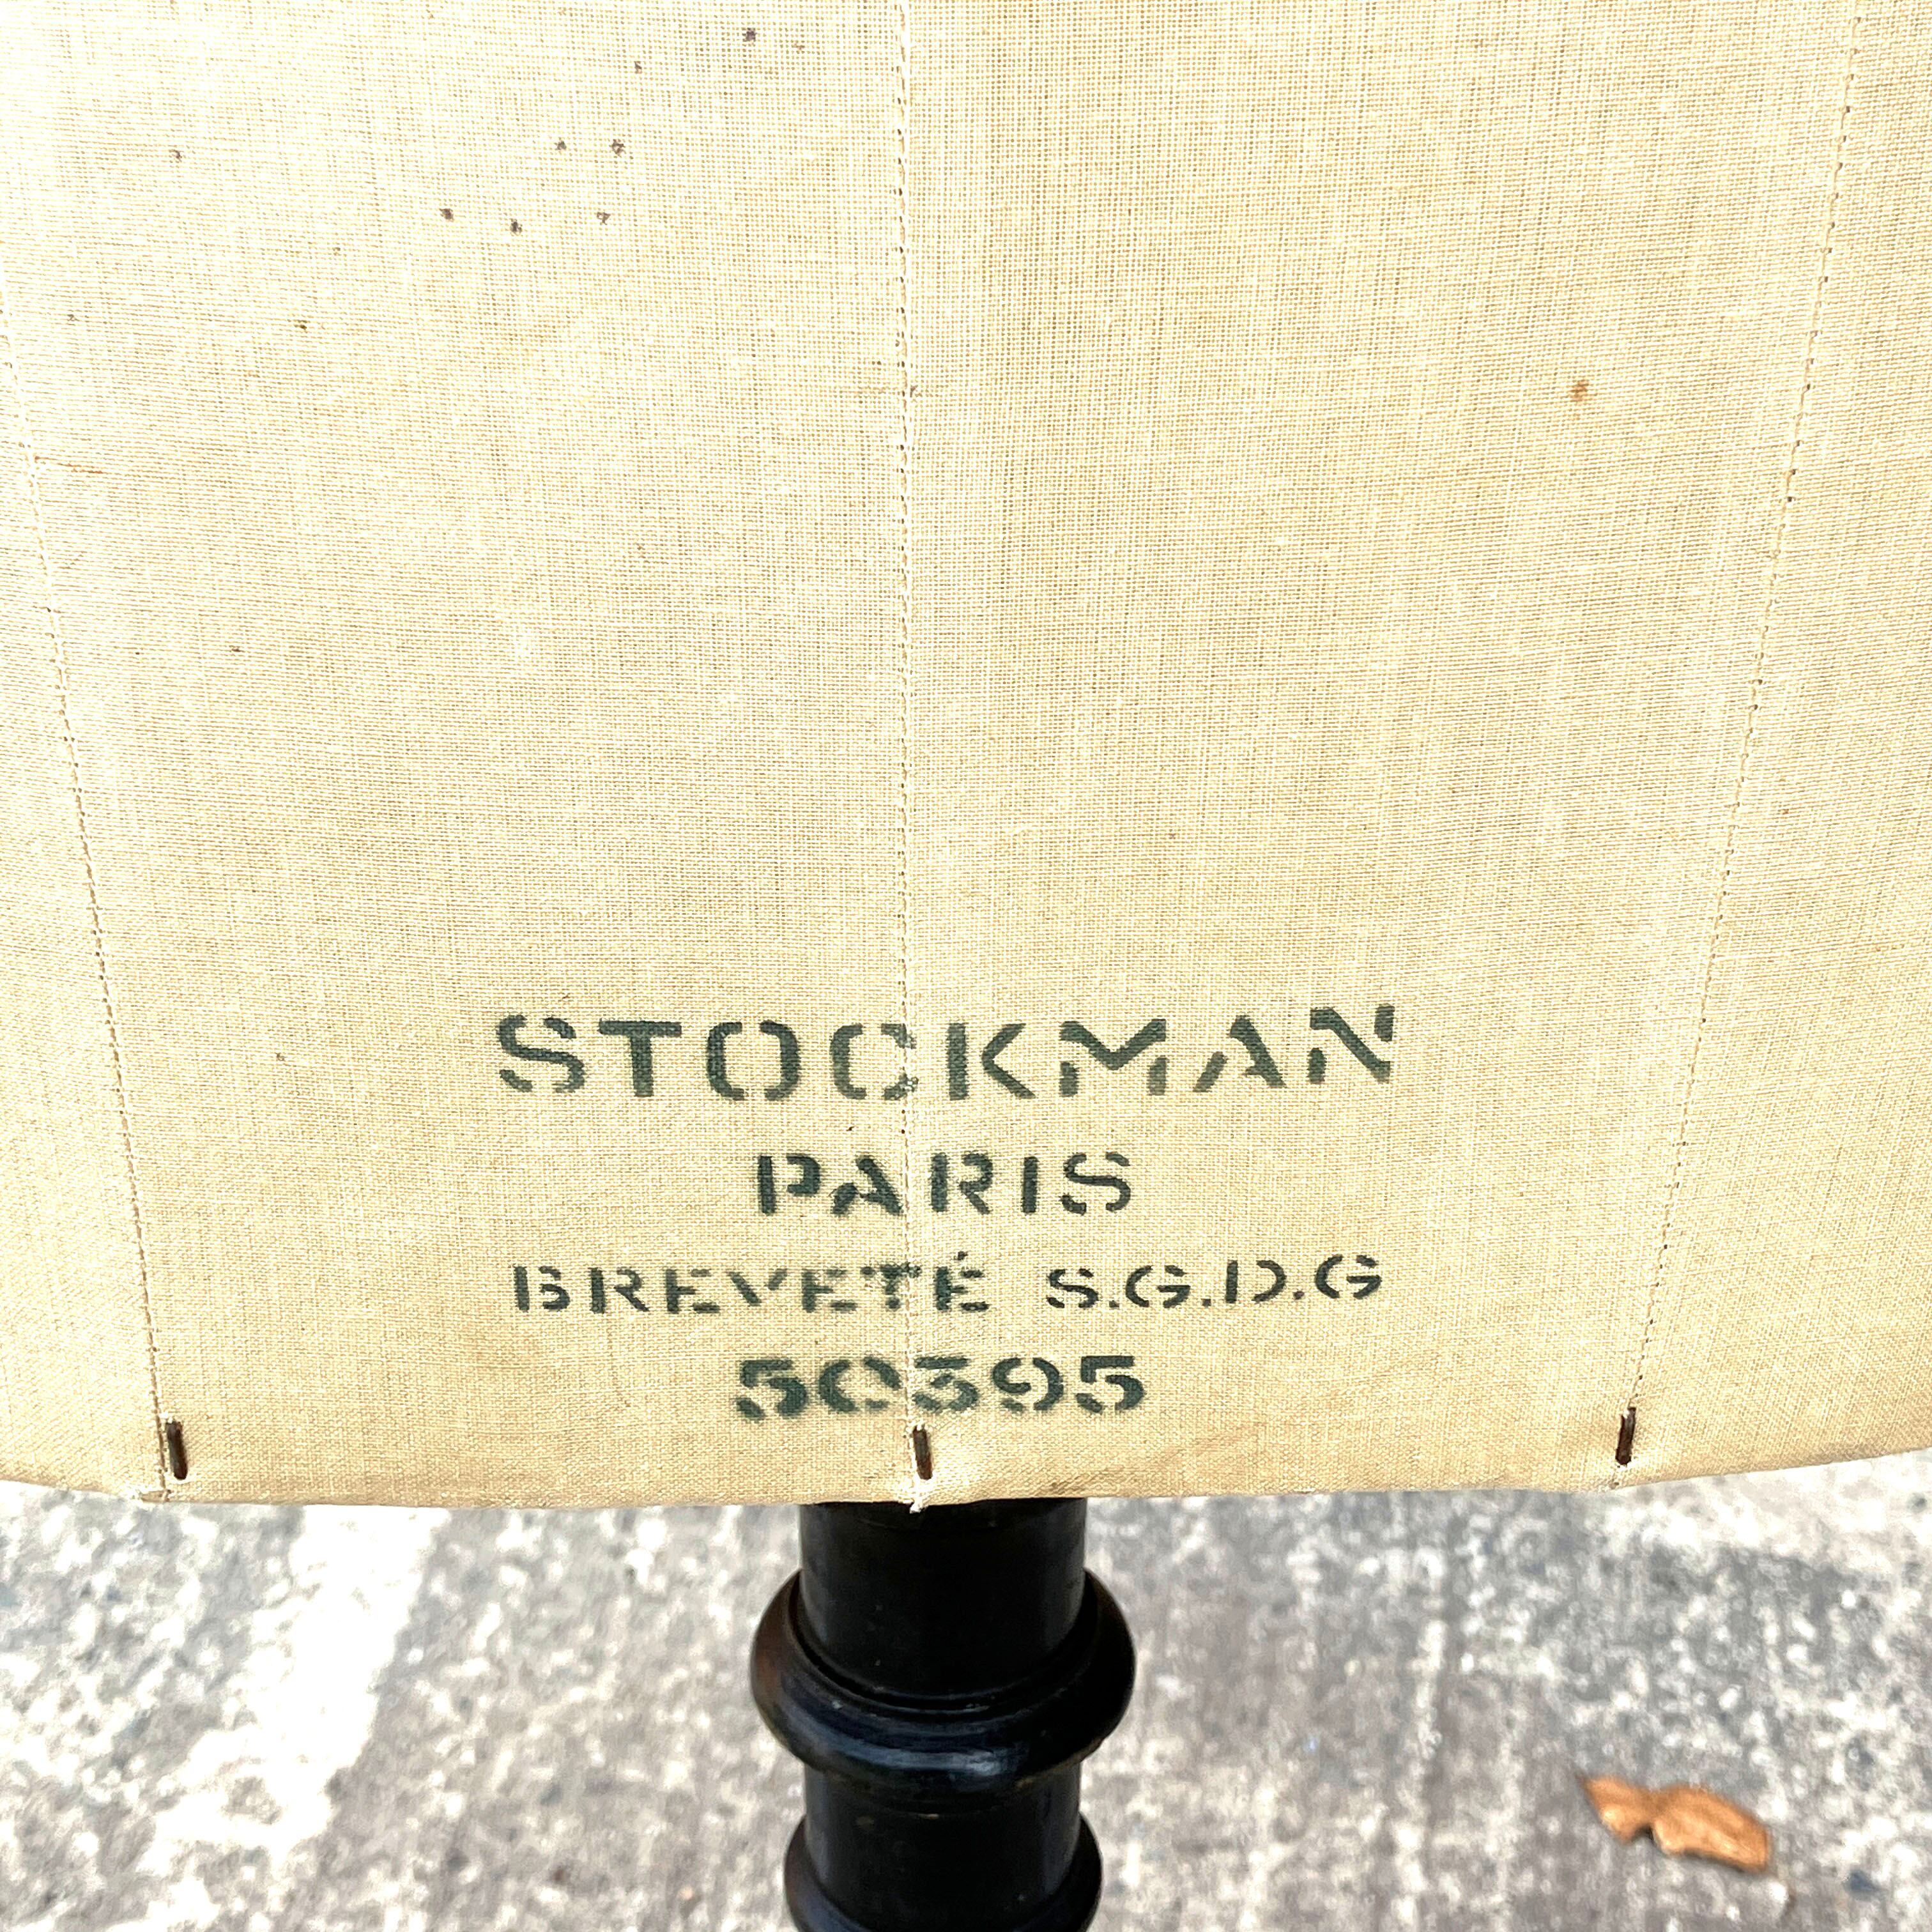 STOCKMAN
PARIS
BREVETÉ S.G.D.G
50395